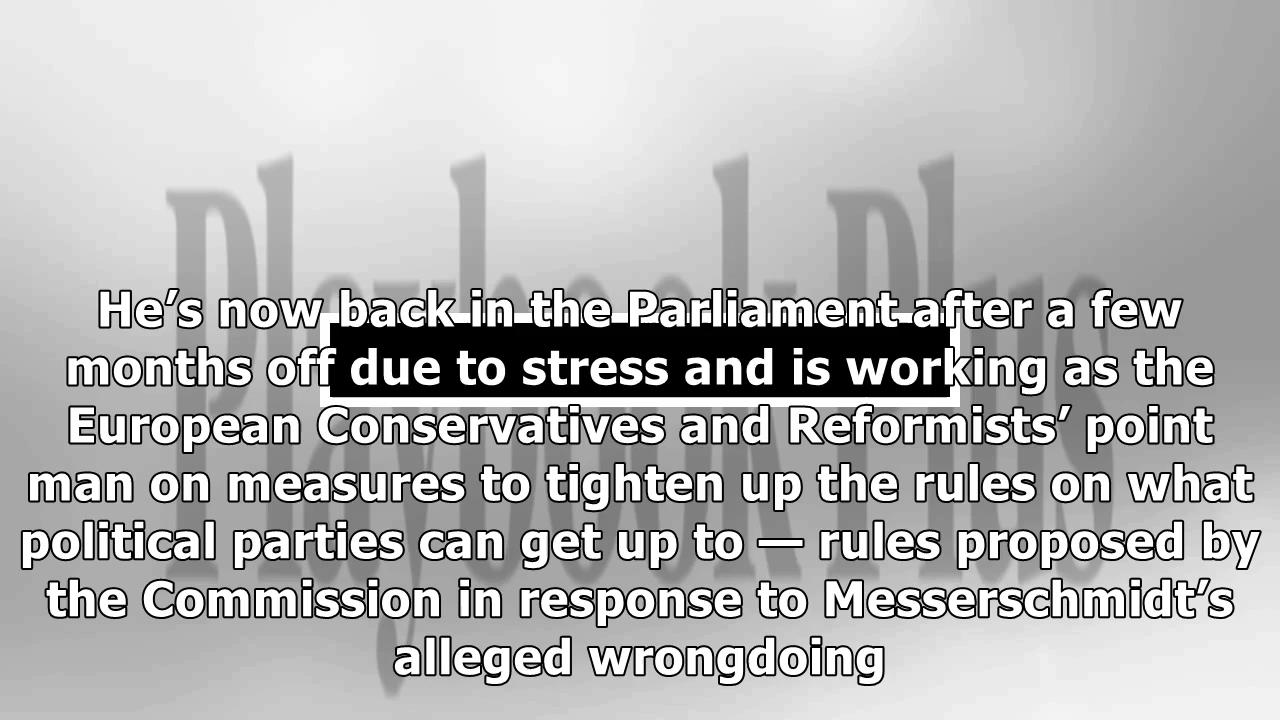 Playbook Plus
He’s now back in the Parliament after a few
months off due to stress and is working as the
European Conservatives and Reformists’ point
man on measures to tighten up the rules on what
political parties can get up to — rules proposed by
the Commission in response to Messerschmidt’s
alleged wrongdoing